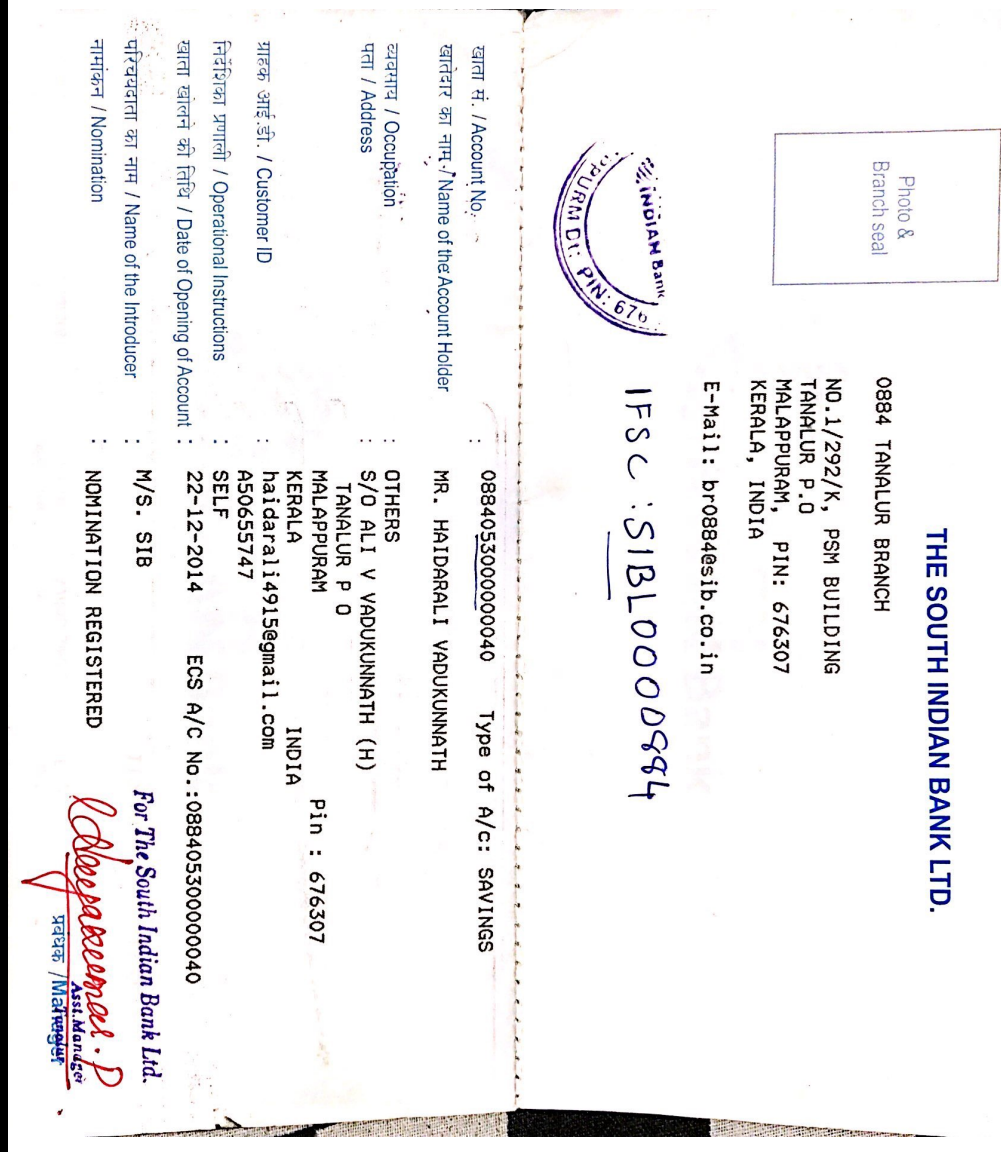 THE SOUTH INDIAN BANK LTD.
Photo &
Branch seal
0884 TANALUR BRANCH
NO.1/292/K, PSM BUILDING
TANALUR P.O
MALAPPURAM, PIN: 676307
KERALA, INDIA
E-Mail: br0884@sib.co.in
INDIAN Bank
PPURM Dt: PIN: 676
IFSC : SIBL0000884
खाता सं. / Account No. : 0884053000000040 Type of A/c: SAVINGS
खातेदार का नाम / Name of the Account Holder MR. HAIDARALI VADUKUNNATH
व्यवसाय / Occupation : OTHERS
पता / Address : S/O ALI V VADUKUNNATH (H)
TANALUR P O
MALAPPURAM Pin : 676307
KERALA INDIA
haidarali4915@gmail.com
ग्राहक आई.डी. / Customer ID : A50655747
निर्देशिका प्रणाली / Operational Instructions : SELF
खाता खोलने की तिथि / Date of Opening of Account : 22-12-2014 ECS A/C No.:0884053000000040
परिचयदाता का नाम / Name of the Introducer : M/S. SIB
नामांकन / Nomination : NOMINATION REGISTERED
For The South Indian Bank Ltd.
Asst.Manager
प्रबंधक / Manager